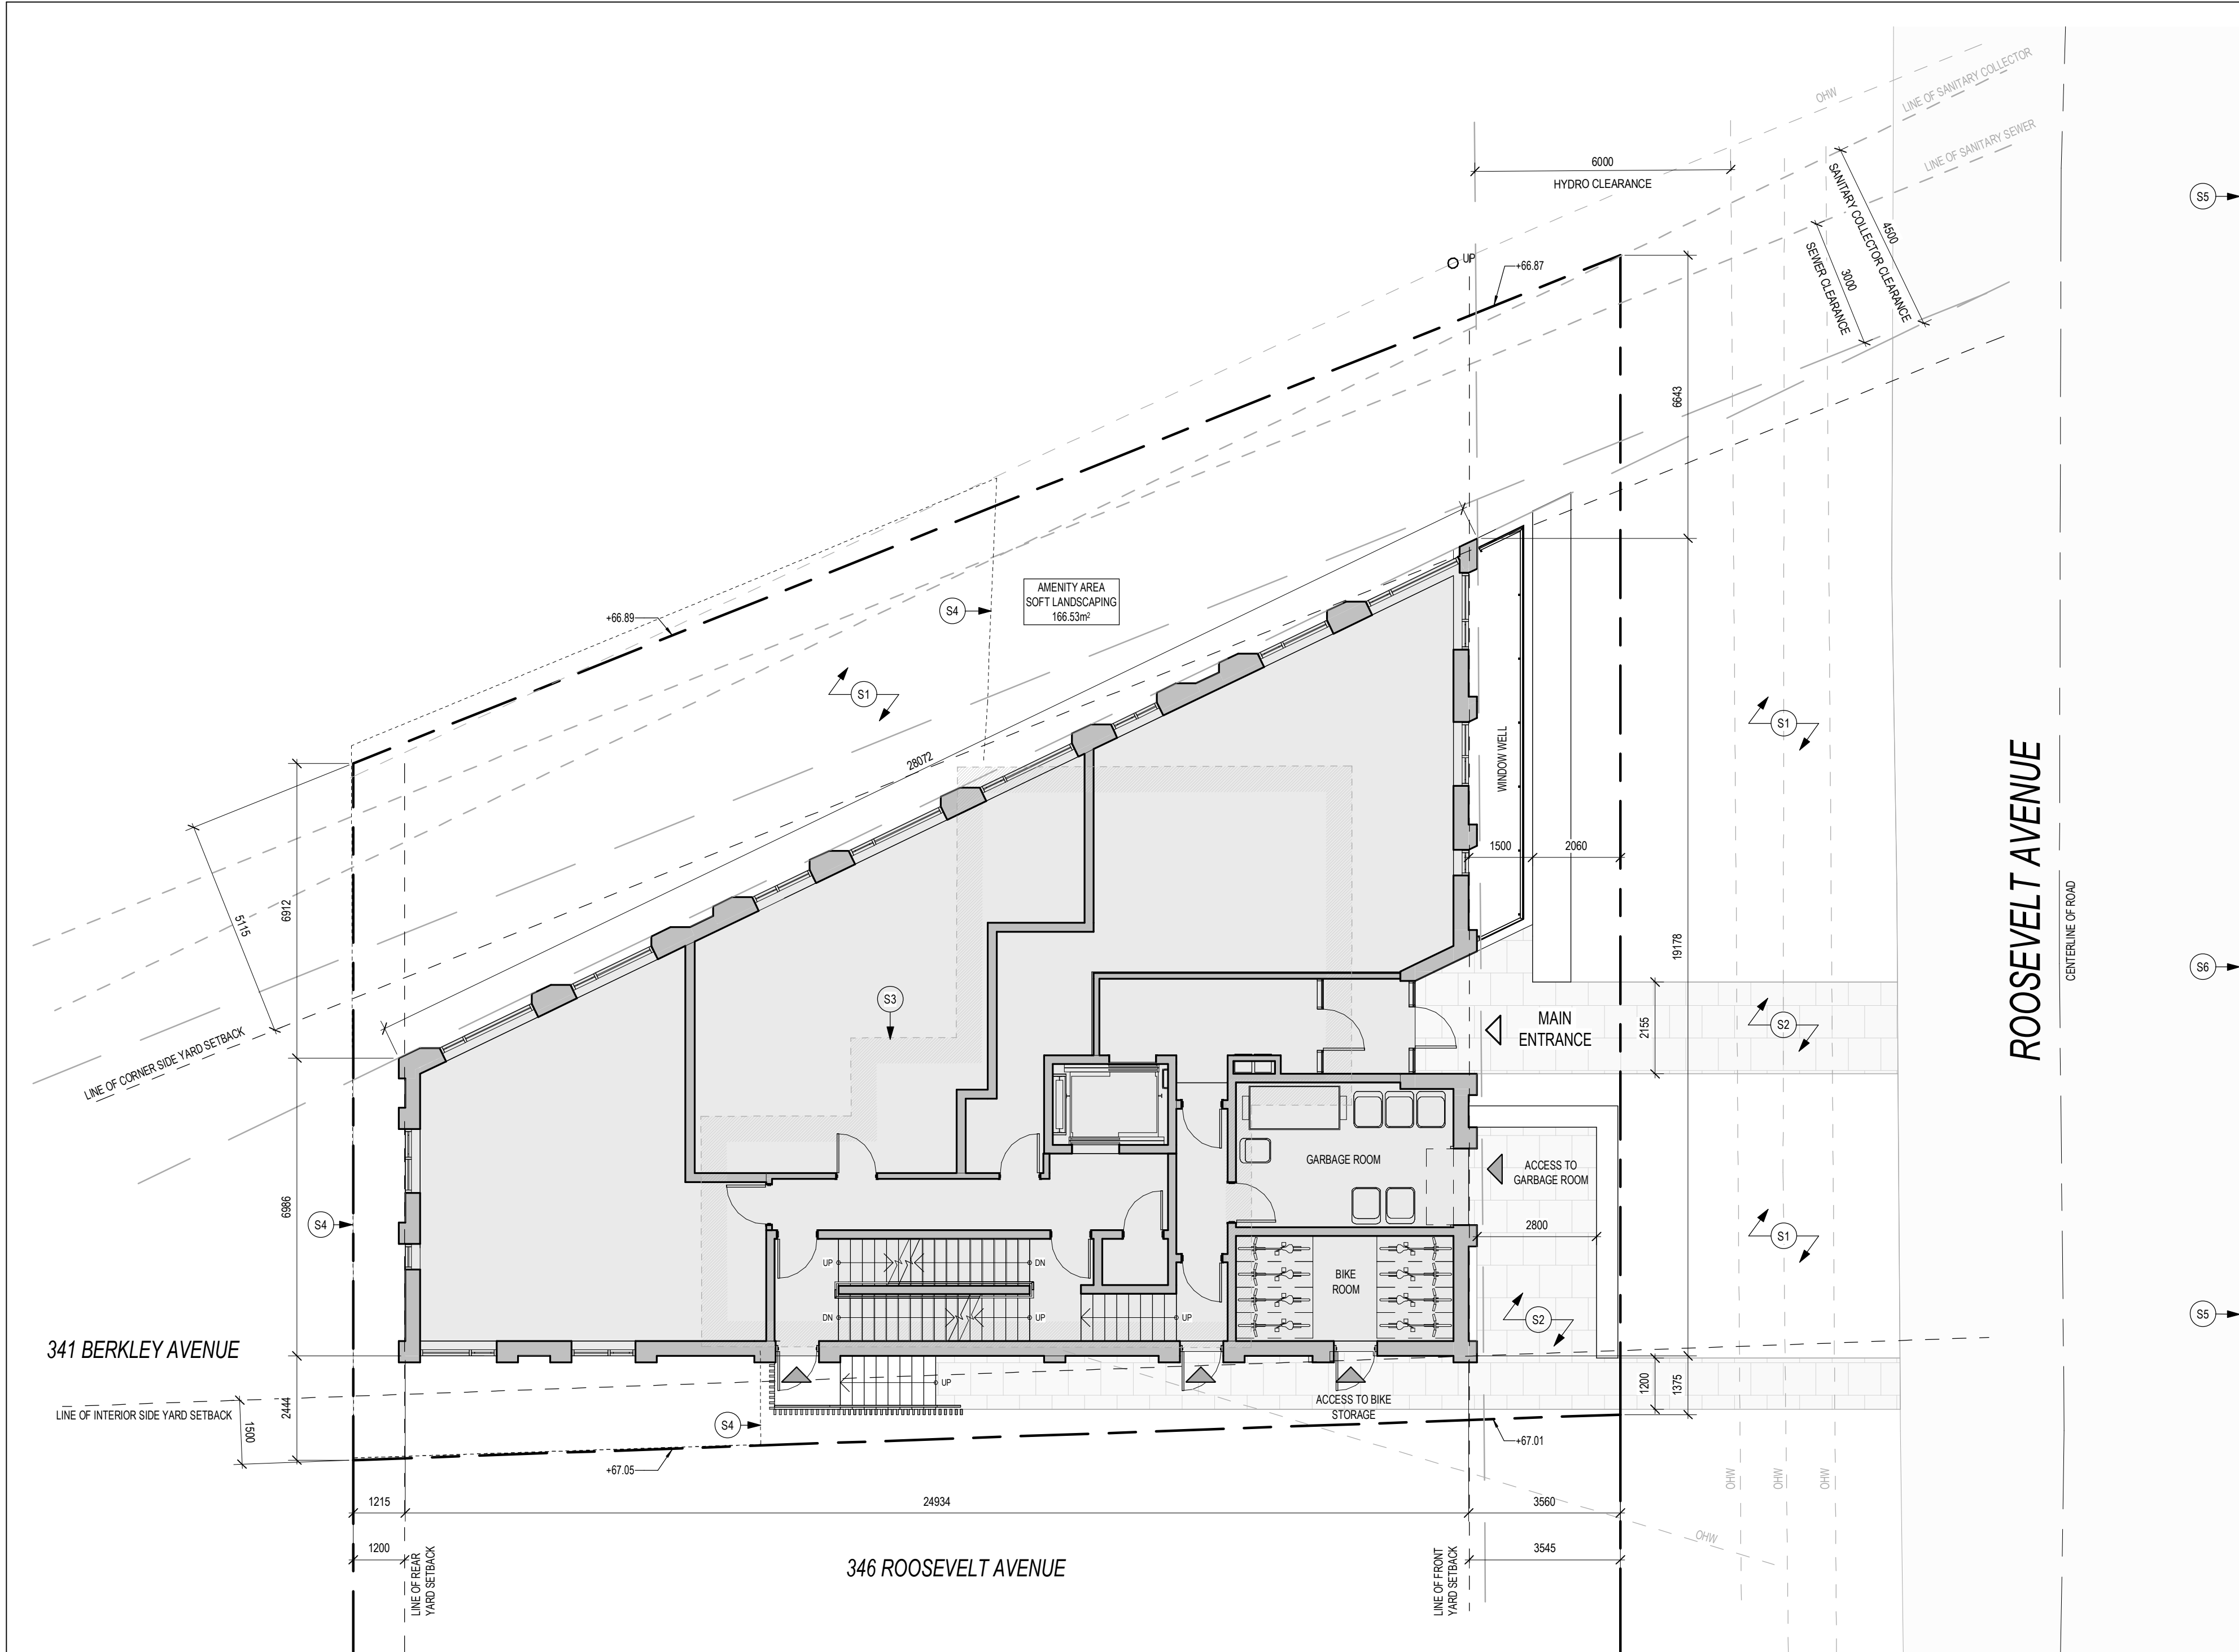 OHW
LINE OF SANITARY COLLECTOR
LINE OF SANITARY SEWER
6000
HYDRO CLEARANCE
SANITARY COLLECTOR CLEARANCE
4500
SEWER CLEARANCE
3000
S5
UP
+66.87
6643
AMENITY AREA
SOFT LANDSCAPING
166.53m²
S4
+66.89
S1
28072
WINDOW WELL
S1
ROOSEVELT AVENUE
CENTERLINE OF ROAD
1500
2060
6912
5115
19178
S6
S3
MAIN
ENTRANCE
2155
S2
LINE OF CORNER SIDE YARD SETBACK
GARBAGE ROOM
ACCESS TO
GARBAGE ROOM
6986
S4
2800
S1
UP
DN
BIKE
ROOM
DN
UP
UP
S2
S5
341 BERKLEY AVENUE
UP
LINE OF INTERIOR SIDE YARD SETBACK
1500
2444
S4
ACCESS TO BIKE
STORAGE
1200
1375
+67.05
+67.01
OHW
OHW
OHW
1215
24934
3560
OHW
1200
LINE OF REAR
YARD SETBACK
346 ROOSEVELT AVENUE
LINE OF FRONT
YARD SETBACK
3545